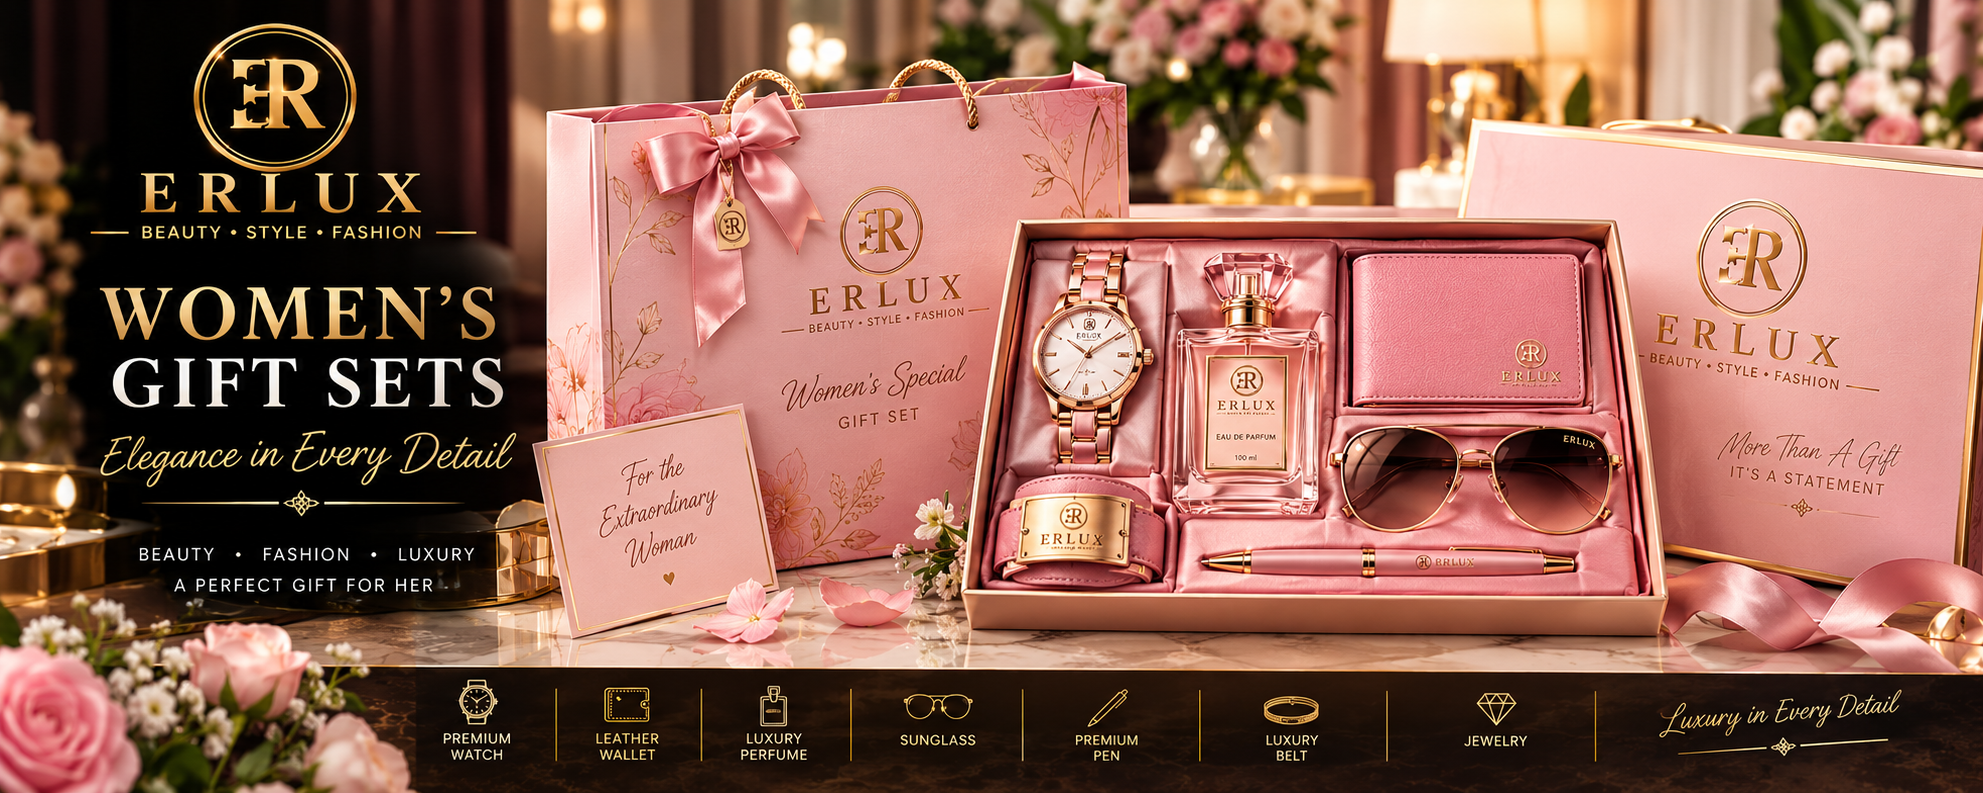 ER
ERLUX
BEAUTY • STYLE • FASHION
WOMEN'S
GIFT SETS
Elegance in Every Detail
BEAUTY • FASHION • LUXURY
A PERFECT GIFT FOR HER
ER
ER
ERLUX
BEAUTY • STYLE • FASHION
Women's Special
GIFT SET
For the
Extraordinary
Woman
ERLUX
ER
ERLUX
EAU DE PARFUM
100 ml
ER
ERLUX
ERLUX
ER
ERLUX
ERLUX
ER
ERLUX
BEAUTY • STYLE • FASHION
More Than A Gift
IT'S A STATEMENT
PREMIUM
WATCH
LEATHER
WALLET
LUXURY
PERFUME
SUNGLASS
PREMIUM
PEN
LUXURY
BELT
JEWELRY
Luxury in Every Detail